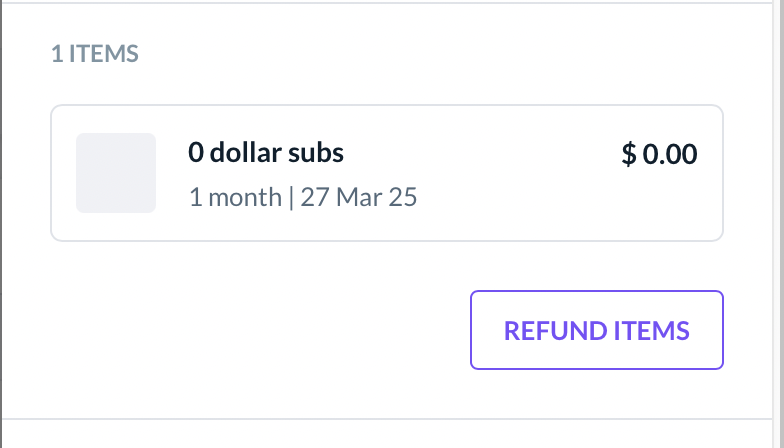 1 ITEMS
0 dollar subs
$ 0.00
1 month | 27 Mar 25
REFUND ITEMS